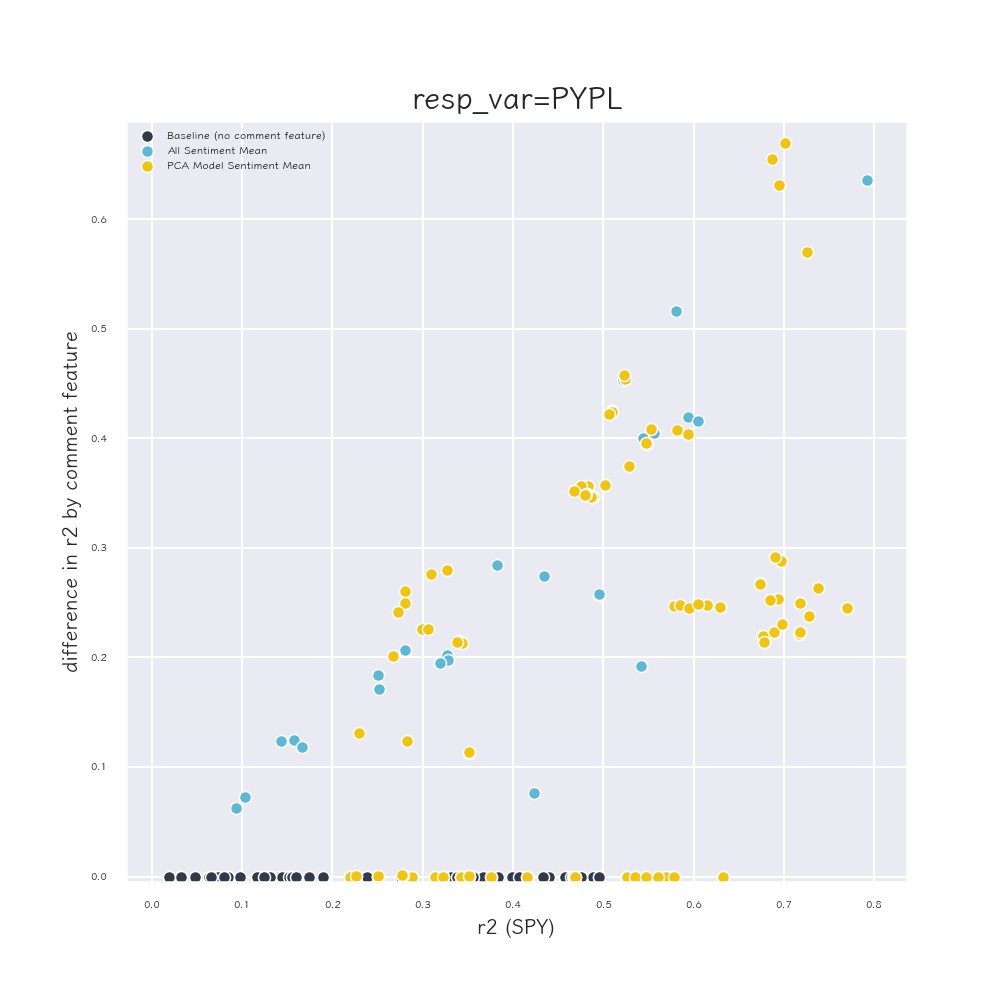 resp_var=PYPL
Baseline (no comment feature)
All Sentiment Mean
PCA Model Sentiment Mean
difference in r2 by comment feature
0.6
0.5
0.4
0.3
0.2
0.1
0.0
0.0 0.1 0.2 0.3 0.4 0.5 0.6 0.7 0.8
r2 (SPY)